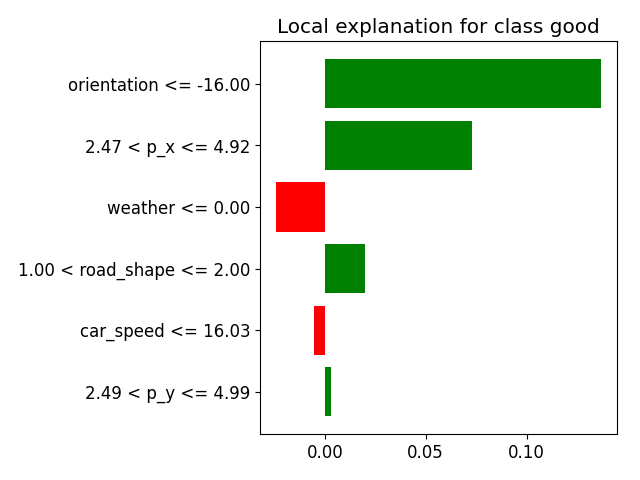 Local explanation for class good
orientation <= -16.00
2.47 < p_x <= 4.92
weather <= 0.00
1.00 < road_shape <= 2.00
car_speed <= 16.03
2.49 < p_y <= 4.99
0.00 0.05 0.10